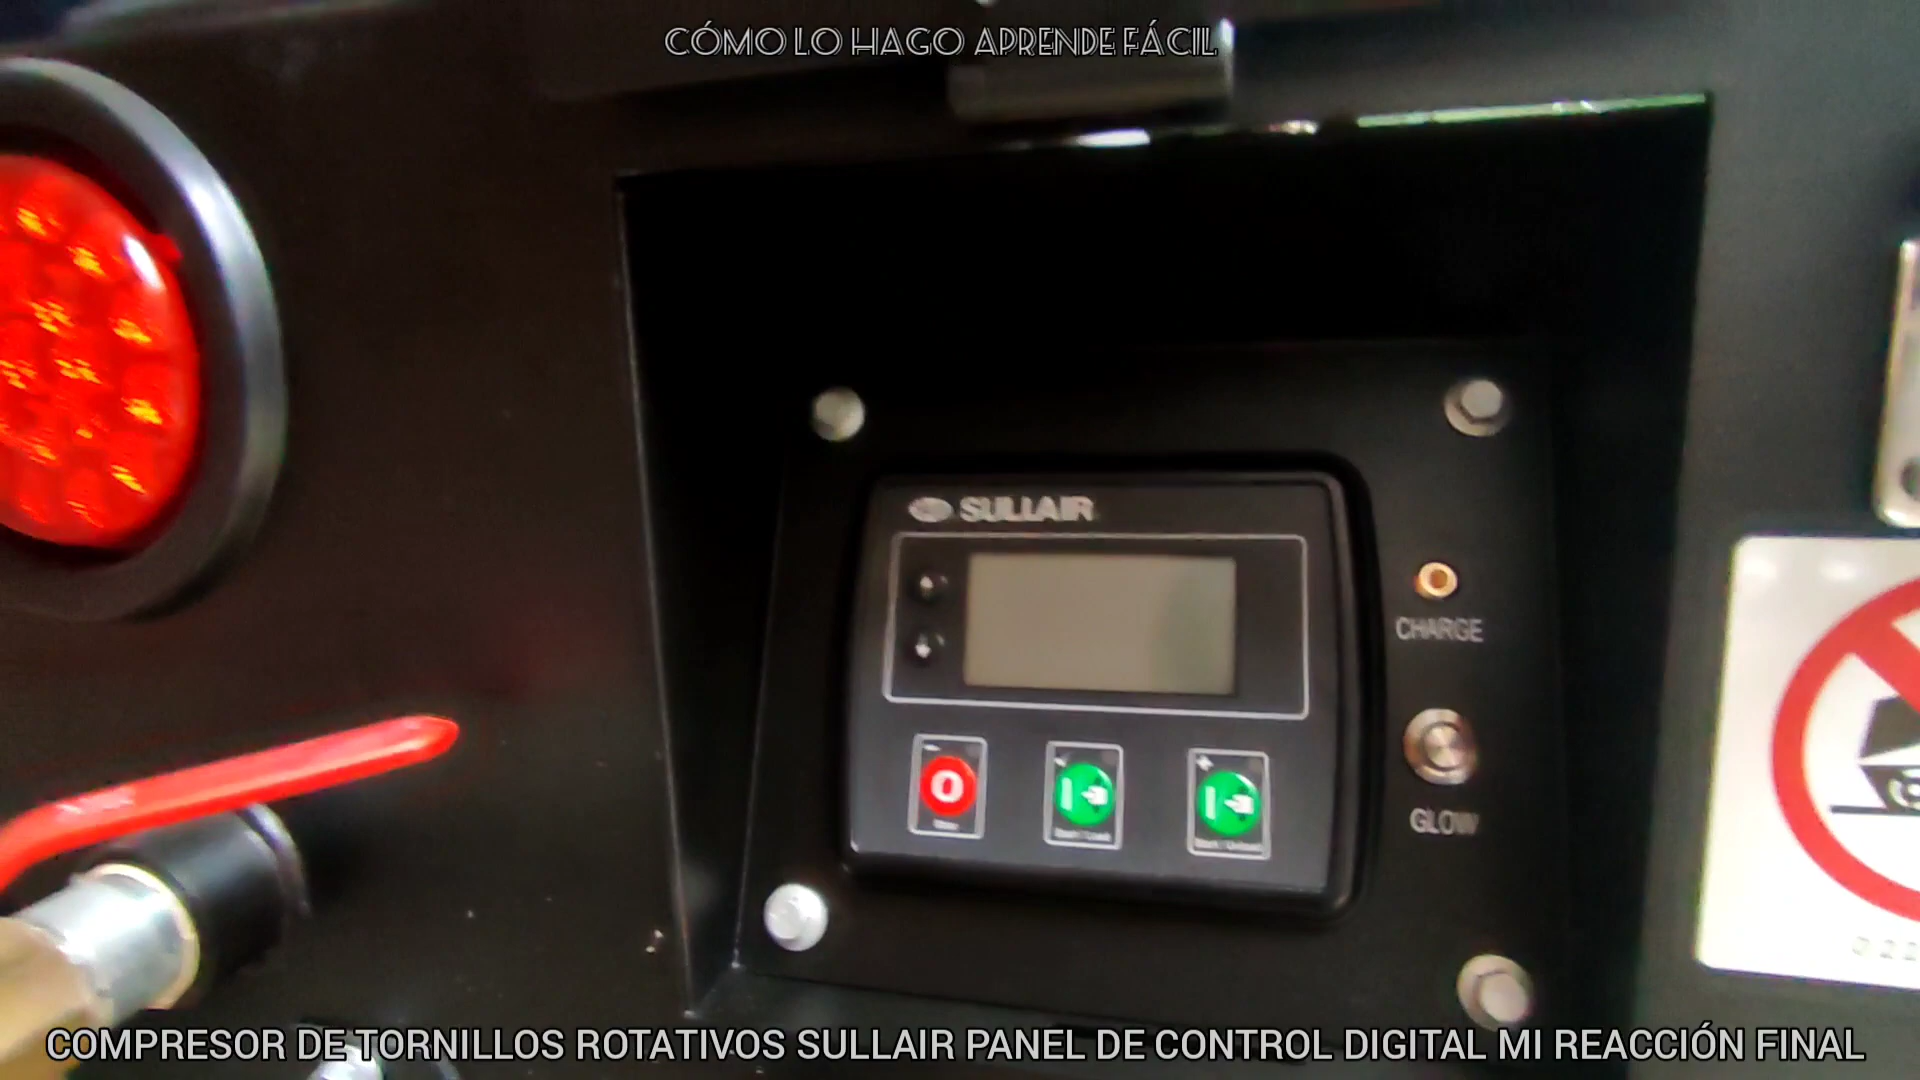 CÓMO LO HAGO APRENDE FÁCIL
SULLAIR
CHARGE
O
GLOW
COMPRESOR DE TORNILLOS ROTATIVOS SULLAIR PANEL DE CONTROL DIGITAL MI REACCIÓN FINAL